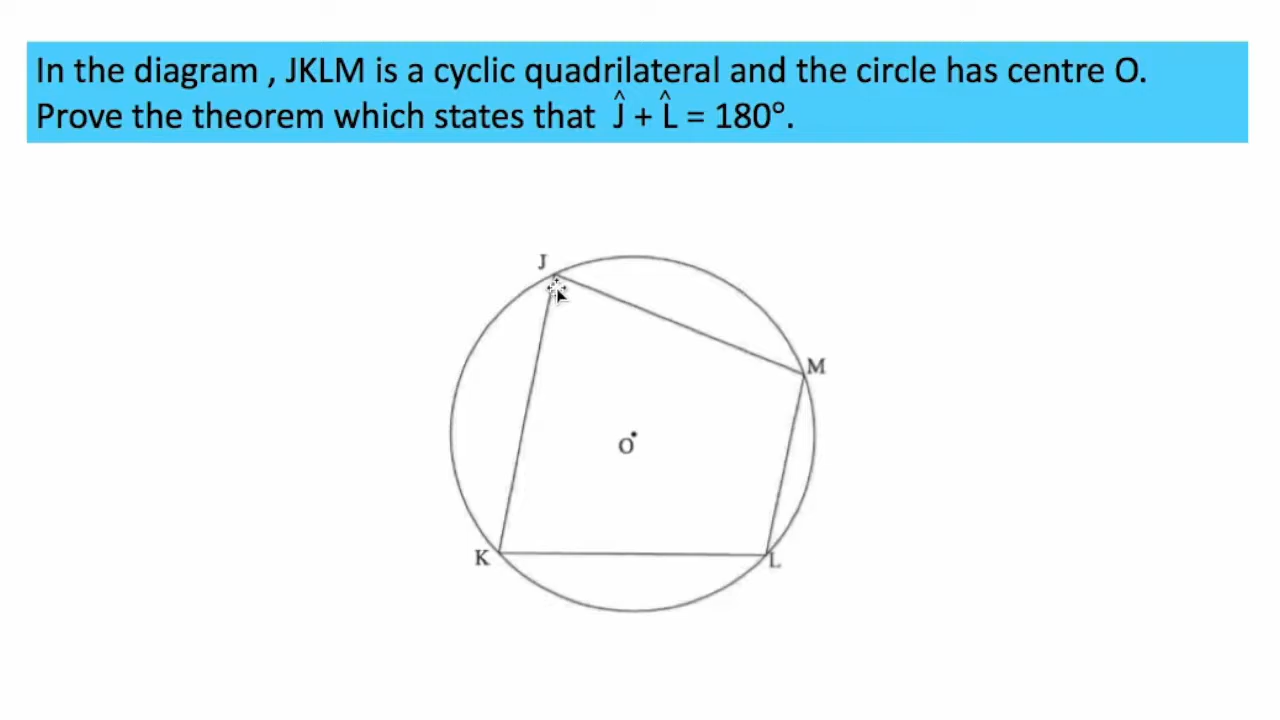 In the diagram , JKLM is a cyclic quadrilateral and the circle has centre O.
Prove the theorem which states that Ĵ + L̂ = 180°.
J
M
O
K
L